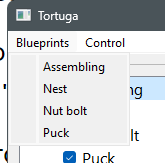 Tortuga
Blueprints Control
Assembling
Nest
Nut bolt
Puck
Puck